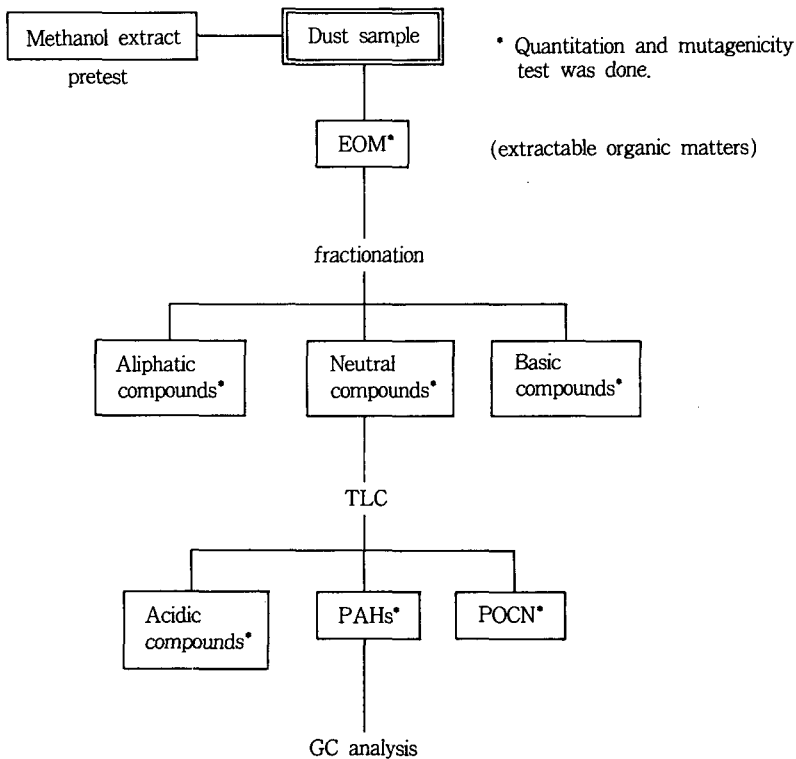 Methanol extract
pretest
Dust sample
* Quantitation and mutagenicity
test was done.
EOM*
(extractable organic matters)
fractionation
Aliphatic
compounds*
Neutral
compounds*
Basic
compounds*
TLC
Acidic
compounds*
PAHs*
POCN*
GC analysis